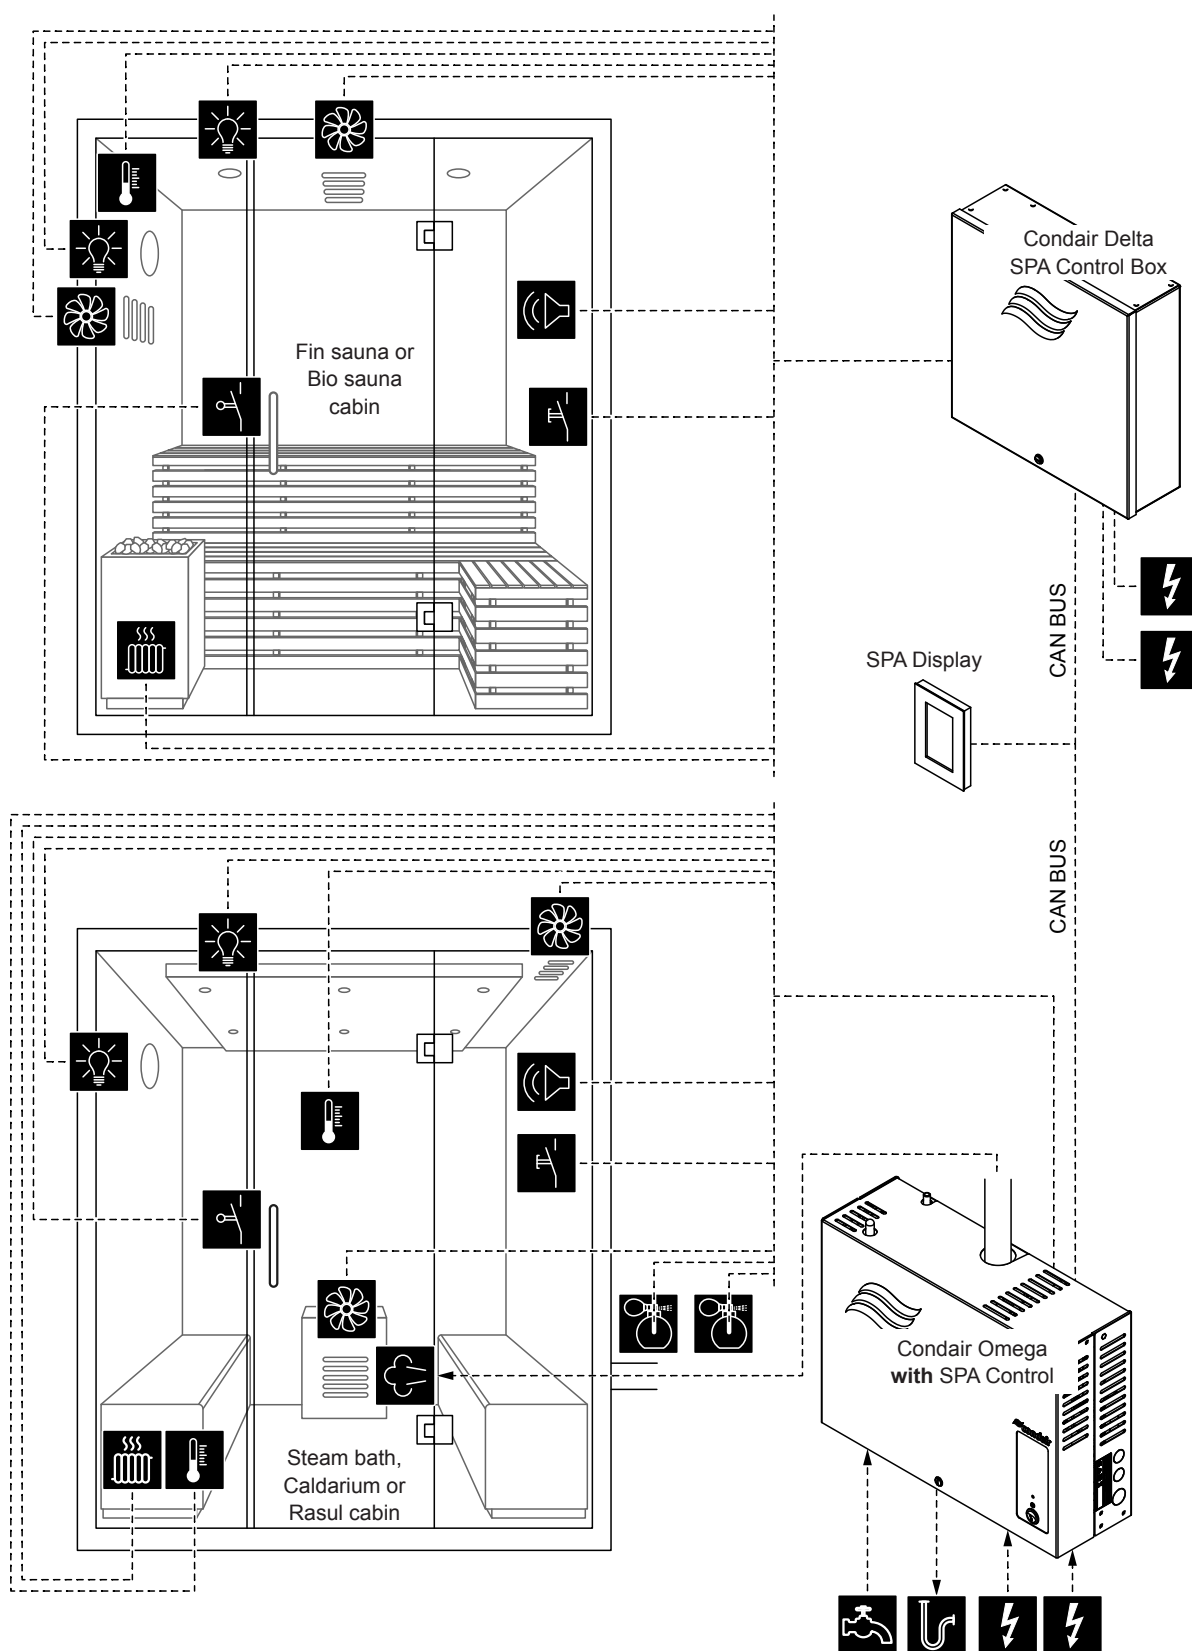 Condair Delta
SPA Control Box
Fin sauna or
Bio sauna
cabin
CAN BUS
SPA Display
CAN BUS
Condair Omega
with SPA Control
Steam bath,
Caldarium or
Rasul cabin